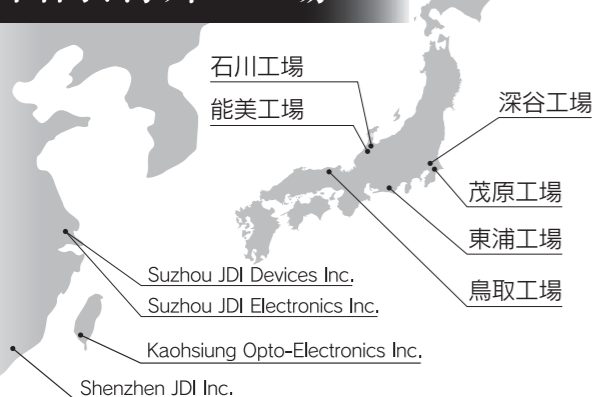 石川工場
能美工場
深谷工場
茂原工場
東浦工場
鳥取工場
Suzhou JDI Devices Inc.
Suzhou JDI Electronics Inc.
Kaohsiung Opto-Electronics Inc.
Shenzhen JDI Inc.